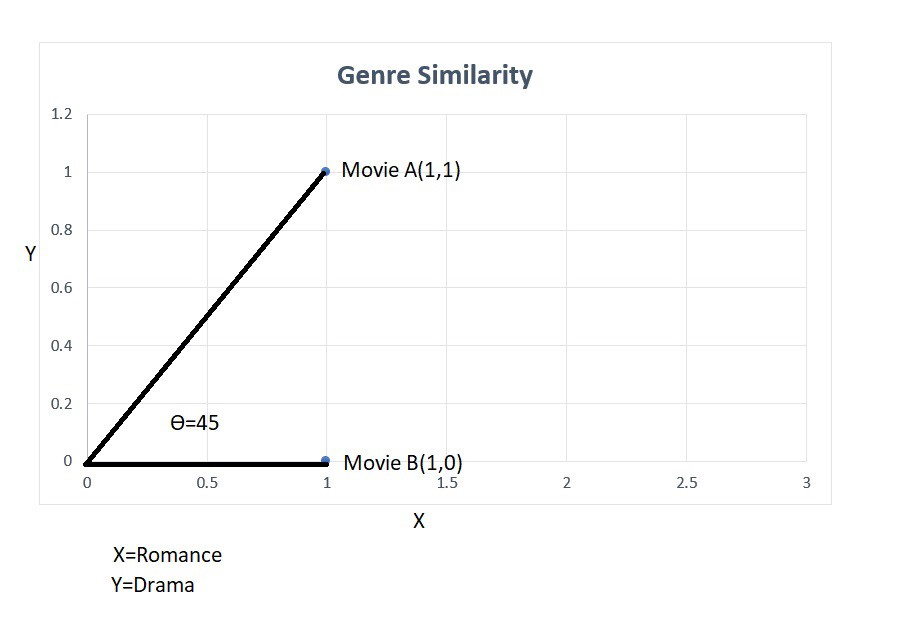 Genre Similarity
1.2
1
Movie A(1,1)
0.8
Y
0.6
0.4
0.2
Ɵ=45
0
Movie B(1,0)
0 0.5 1 1.5 2 2.5 3
X
X=Romance
Y=Drama